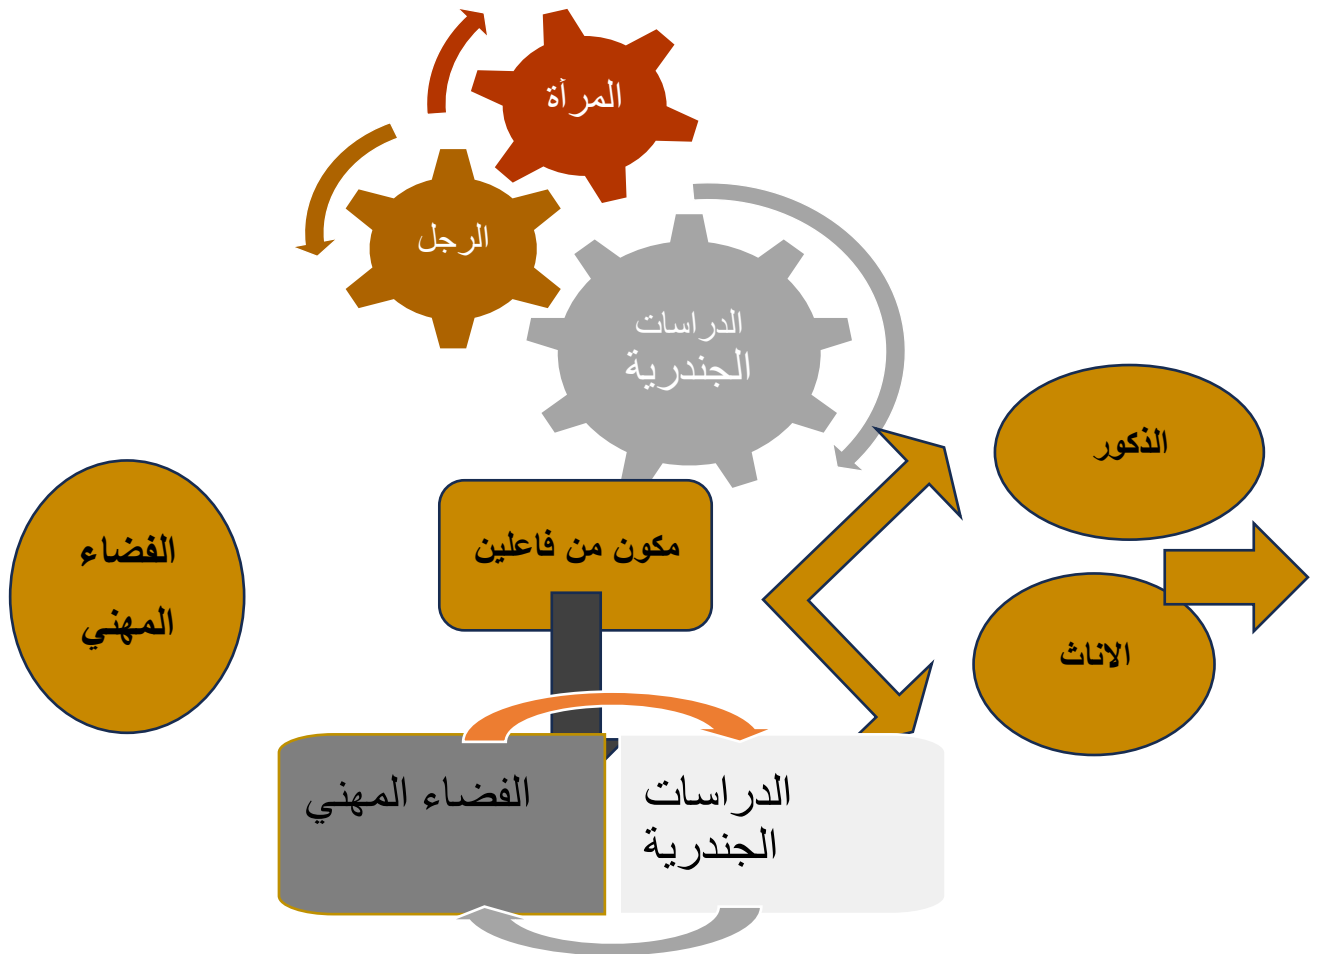 المرأة
الرجل
الدراسات
الجندرية
الذكور
مكون من فاعلين
الفضاء
المهني
الاناث
الدراسات
الجندرية
الفضاء المهني